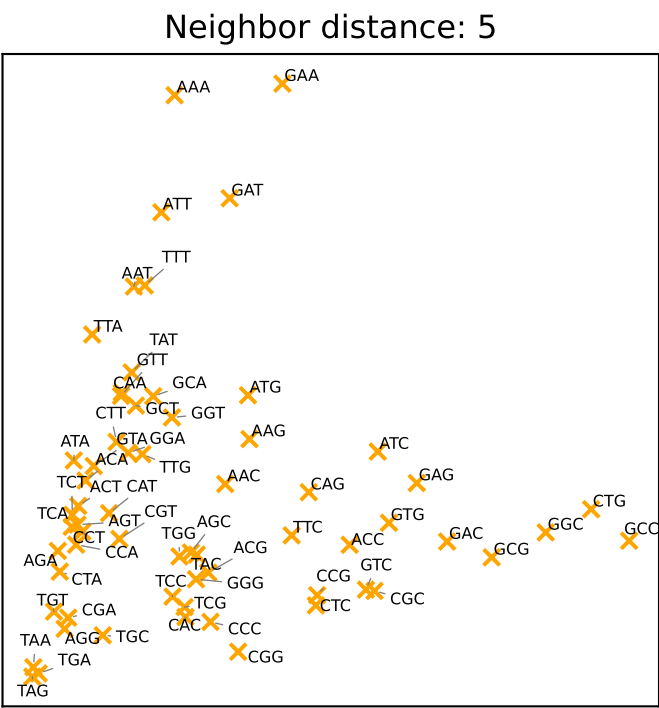 Neighbor distance: 5
GAA
AAA
GAT
ATT
TTT
AAT
TTA
TAT
GTT
CAA
GCA
ATG
GCT
GGT
CTT
AAG
GTA
GGA
ATA
ATC
ACA
TTG
AAC
GAG
TCT
ACT
CAT
CAG
CTG
TCA
CGT
AGT
AGC
GTG
GGC
TTC
GCC
TGG
CCT
ACC
GAC
ACG
CCA
GCG
AGA
TAC
GTC
CTA
CCG
TCC
GGG
CGC
TGT
TCG
CTC
CGA
CAC
CCC
TAA
AGG
TGC
CGG
TGA
TAG